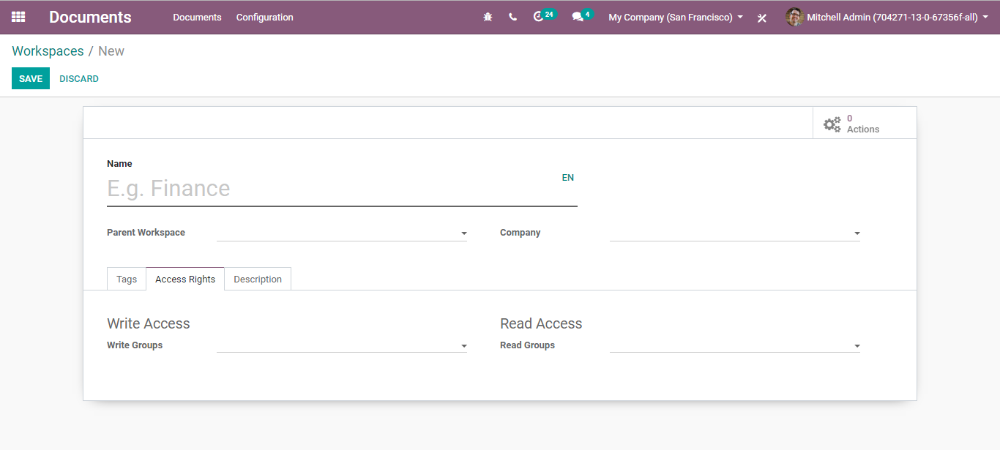 Documents Documents Configuration 24 4 My Company (San Francisco) Mitchell Admin (704271-13-0-67356f-all)
Workspaces / New
SAVE DISCARD
0
Actions
Name
E.g. Finance EN
Parent Workspace Company
Tags Access Rights Description
Write Access Read Access
Write Groups Read Groups